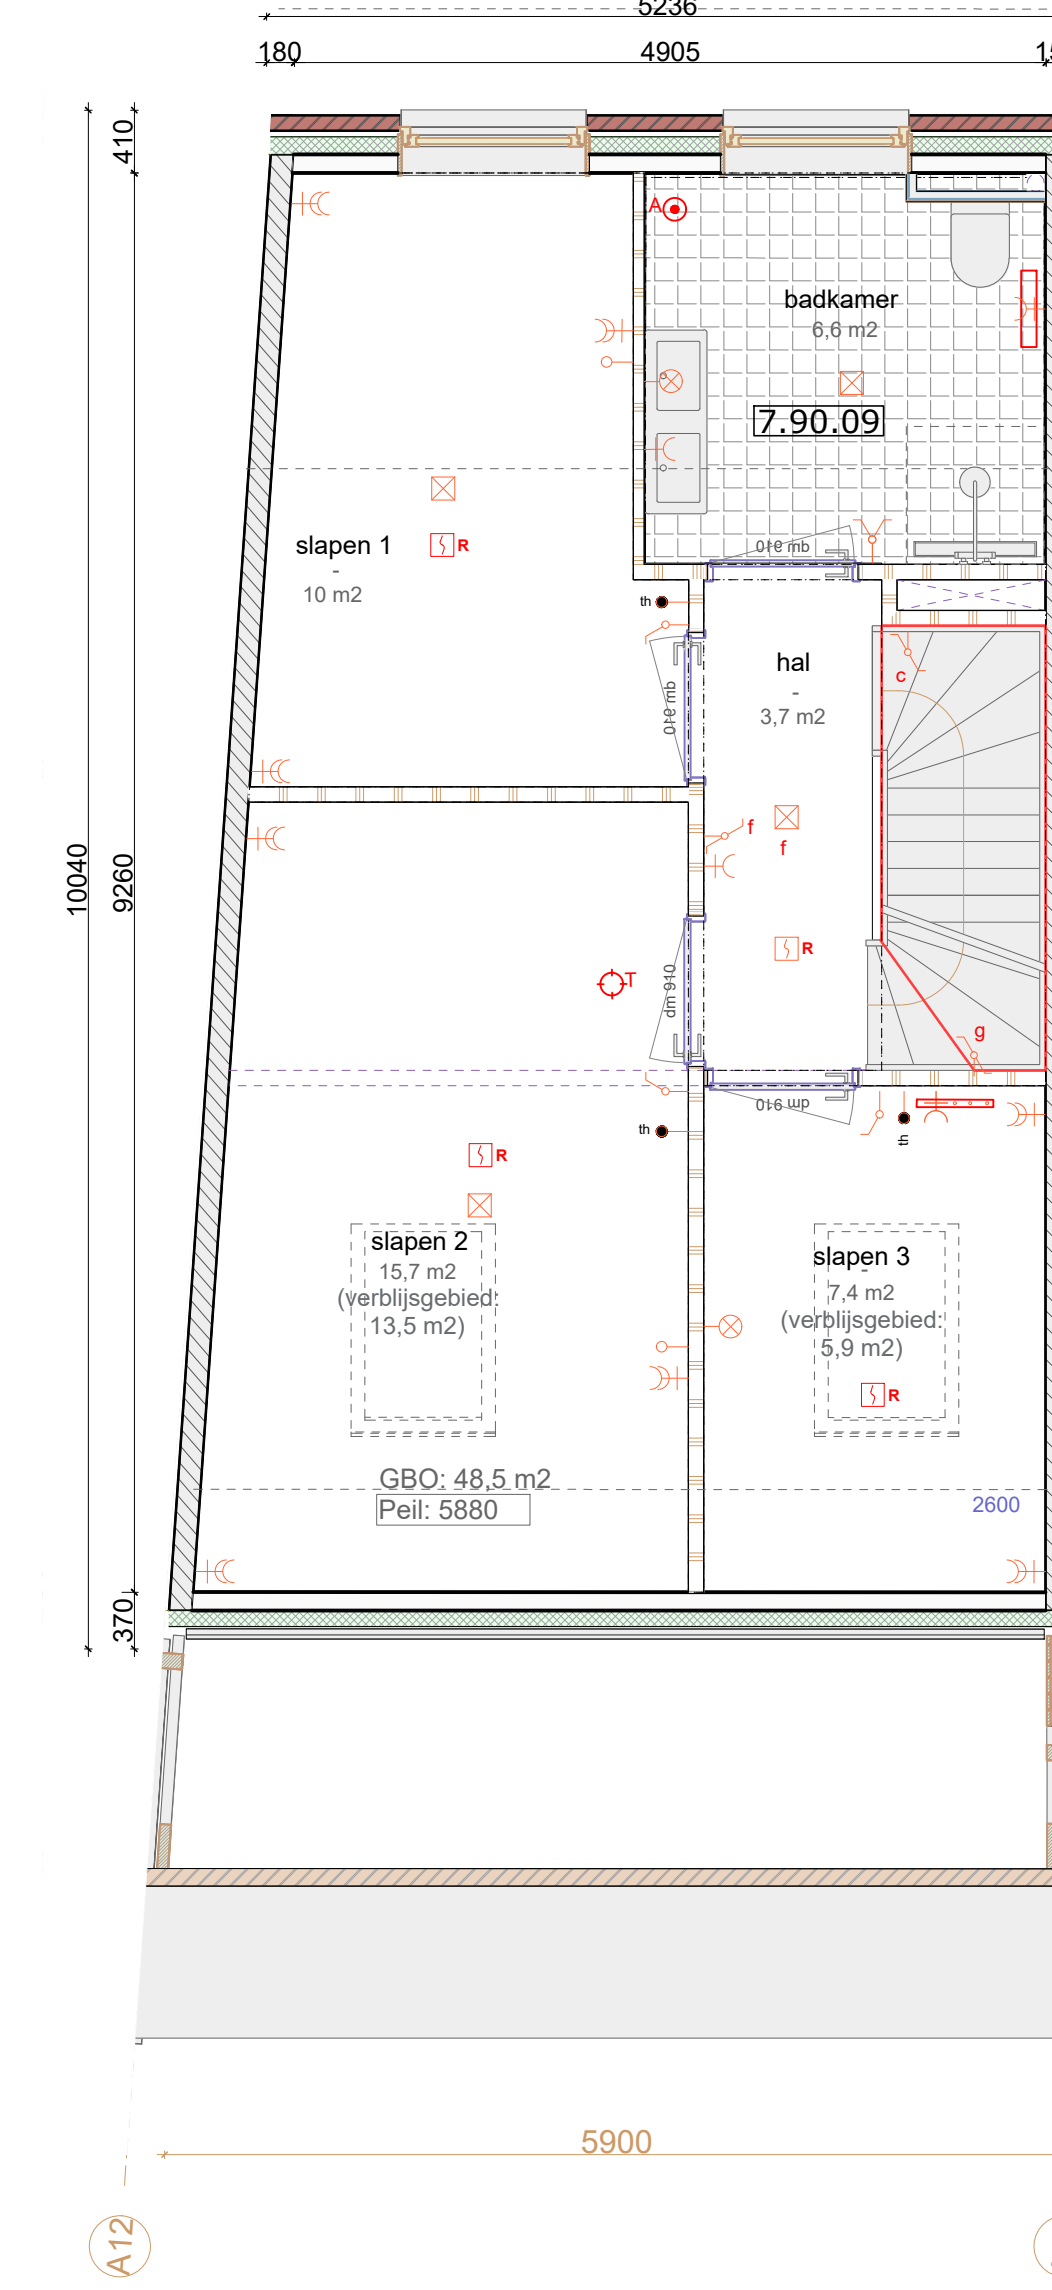 5236
180
4905
410
A
badkamer
6,6 m2
7.90.09
slapen 1
-
10 m2
R
dm 910
th
hal
-
3,7 m2
c
dm 910
f
f
10040
9260
R
T
dm 910
g
dm 910
th
th
R
slapen 2
15,7 m2
(verblijsgebied:
13,5 m2)
slapen 3
-
7,4 m2
(verblijsgebied:
5,9 m2)
R
GBO: 48,5 m2
Peil: 5880
2600
370
5900
A12